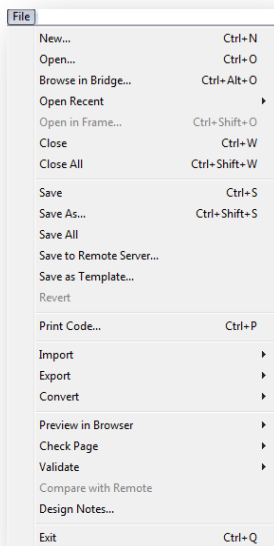 File
New... Ctrl+N
Open... Ctrl+O
Browse in Bridge... Ctrl+Alt+O
Open Recent
Open in Frame... Ctrl+Shift+O
Close Ctrl+W
Close All Ctrl+Shift+W
Save Ctrl+S
Save As... Ctrl+Shift+S
Save All
Save to Remote Server...
Save as Template...
Revert
Print Code... Ctrl+P
Import
Export
Convert
Preview in Browser
Check Page
Validate
Compare with Remote
Design Notes...
Exit Ctrl+Q